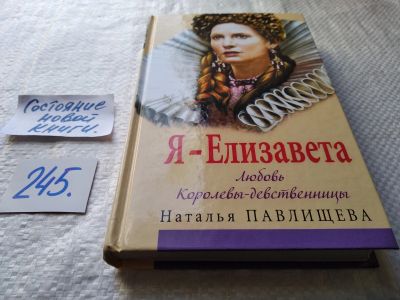 Состояние
новой
книги.
245.
Я-Елизавета
Любовь
Королевы-девственницы
Наталья ПАВЛИЩЕВА